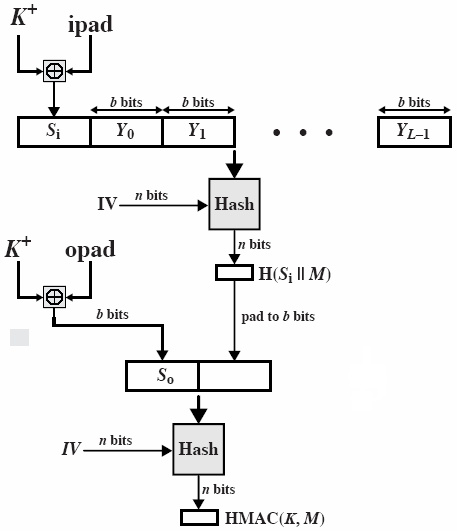 K+ ipad
b bits b bits b bits
Si Y0 Y1 • • • YL–1
IV n bits Hash
n bits
K+ opad
H(Si || M)
b bits
pad to b bits
So
IV n bits Hash
n bits
HMAC(K, M)